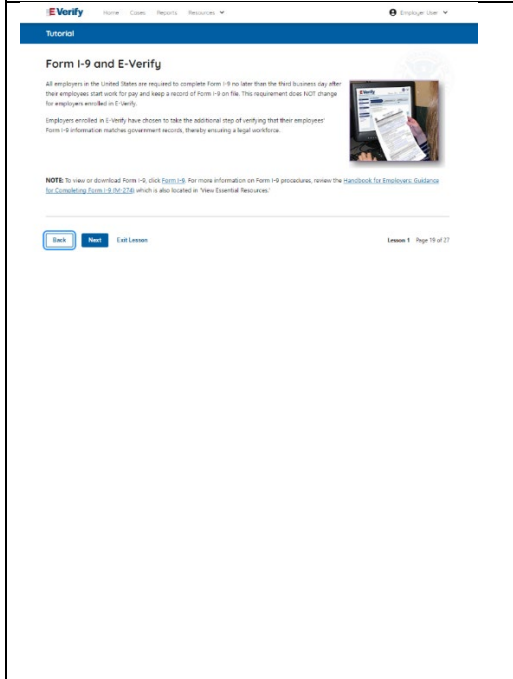 E-Verify Home Cases Reports Resources Employer User
Tutorial
Form I-9 and E-Verify
All employers in the United States are required to complete Form I-9 no later than the third business day after
their employees start work for pay and keep a record of Form I-9 on file. This requirement does NOT change
for employers enrolled in E-Verify.
Employers enrolled in E-Verify have chosen to take the additional step of verifying that their employees'
Form I-9 information matches government records, thereby ensuring a legal workforce.
NOTE: To view or download Form I-9, click Form I-9. For more information on Form I-9 procedures, review the Handbook for Employers: Guidance
for Completing Form I-9 (M-274) which is also located in 'View Essential Resources.'
Back Next Exit Lesson Lesson 1 Page 19 of 27